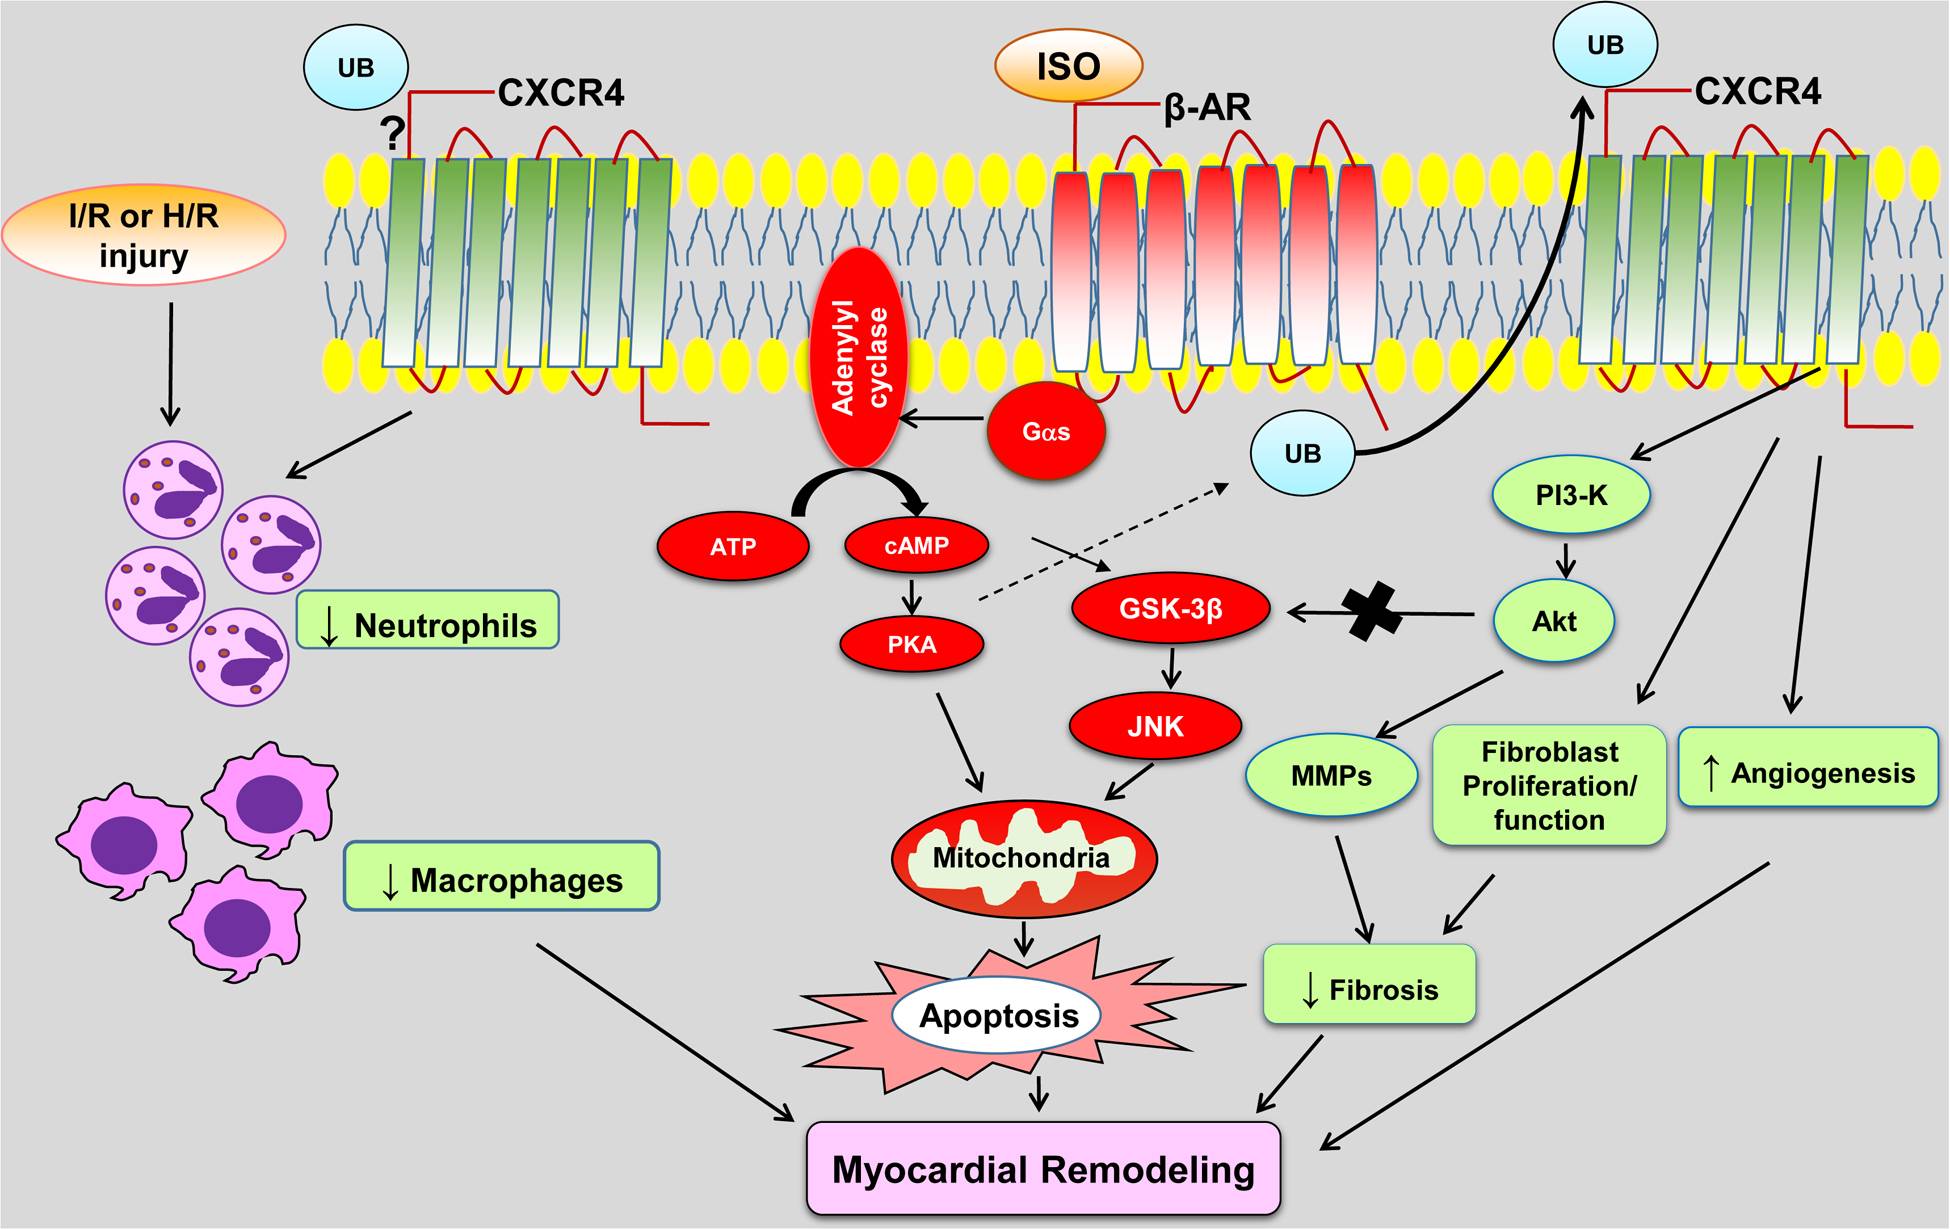 UB
CXCR4
?
ISO
β-AR
UB
CXCR4
I/R or H/R
injury
Adenylyl
cyclase
Gαs
UB
PI3-K
ATP
cAMP
GSK-3β
Akt
↓ Neutrophils
PKA
JNK
MMPs
Fibroblast
Proliferation/
function
↑ Angiogenesis
Mitochondria
↓ Macrophages
↓ Fibrosis
Apoptosis
Myocardial Remodeling